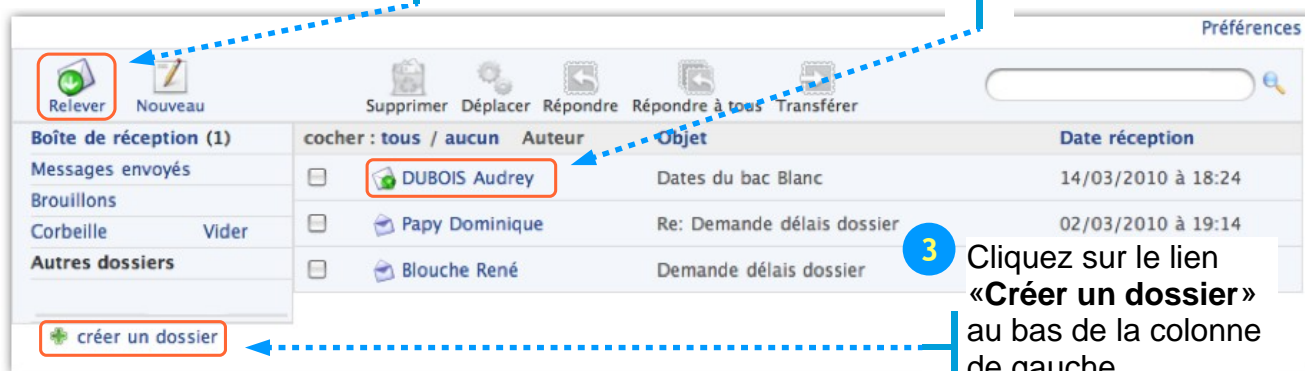 Préférences
Relever Nouveau Supprimer Déplacer Répondre Répondre à tous Transférer
Boîte de réception (1)
Messages envoyés
Brouillons
Corbeille Vider
Autres dossiers
créer un dossier
cocher : tous / aucun Auteur Objet Date réception
DUBOIS Audrey Dates du bac Blanc 14/03/2010 à 18:24
Papy Dominique Re: Demande délais dossier 02/03/2010 à 19:14
Blouche René Demande délais dossier
3
Cliquez sur le lien
«Créer un dossier»
au bas de la colonne
de gauche